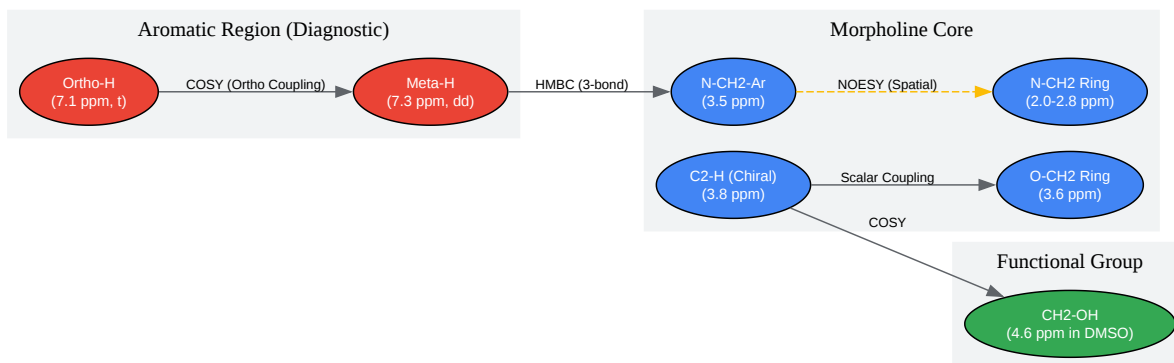 Aromatic Region (Diagnostic)
Morpholine Core
Ortho-H
(7.1 ppm, t)
COSY (Ortho Coupling)
Meta-H
(7.3 ppm, dd)
HMBC (3-bond)
N-CH2-Ar
(3.5 ppm)
NOESY (Spatial)
N-CH2 Ring
(2.0-2.8 ppm)
C2-H (Chiral)
(3.8 ppm)
Scalar Coupling
O-CH2 Ring
(3.6 ppm)
COSY
Functional Group
CH2-OH
(4.6 ppm in DMSO)